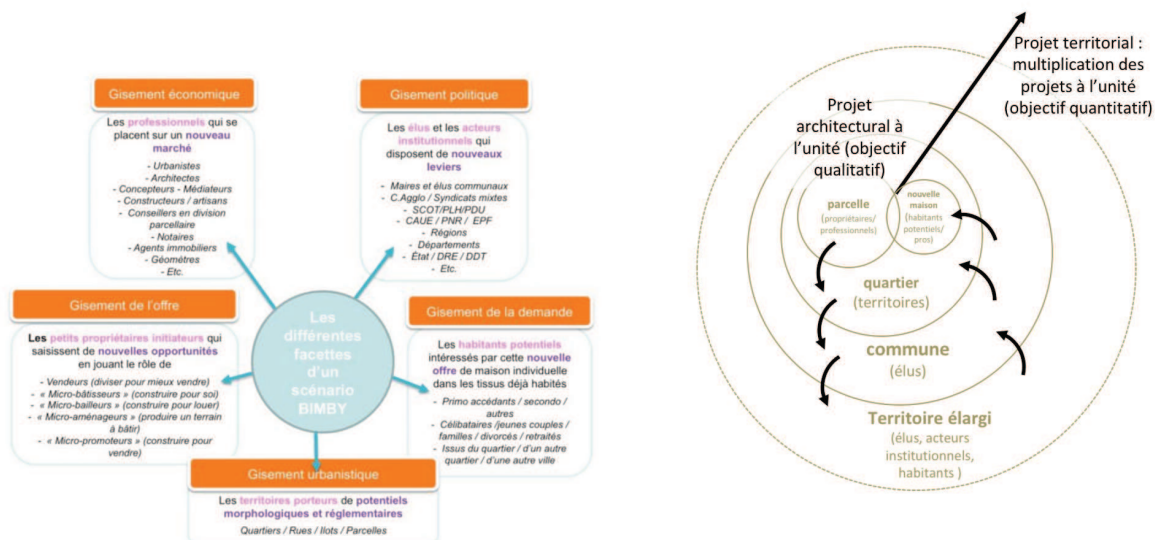 Gisement économique
Les professionnels qui se
placent sur un nouveau
marché
- Urbanistes
- Architectes
- Concepteurs - Médiateurs
- Constructeurs / artisans
- Conseillers en division
parcellaire
- Notaires
- Agents immobiliers
- Géomètres
- Etc.
Gisement politique
Les élus et les acteurs
institutionnels qui
disposent de nouveaux
leviers
- Maires et élus communaux
- C.Agglo / Syndicats mixtes
- SCOT/PLH/PDU
- CAUE / PNR / EPF
- Régions
- Départements
- État / DRE / DDT
- Etc.
Gisement de l'offre
Les petits propriétaires initiateurs qui
saisissent de nouvelles opportunités
en jouant le rôle de
- Vendeurs (diviser pour mieux vendre)
- « Micro-bâtisseurs » (construire pour soi)
- « Micro-bailleurs » (construire pour louer)
- « Micro-aménageurs » (produire un terrain
à bâtir)
- « Micro-promoteurs » (construire pour
vendre)
Les
différentes
facettes
d'un
scénario
BIMBY
Gisement de la demande
Les habitants potentiels
intéressés par cette nouvelle
offre de maison individuelle
dans les tissus déjà habités
- Primo accédants / secondo /
autres
- Célibataires /jeunes couples /
familles / divorcés / retraités
- Issus du quartier / d'un autre
quartier / d'une autre ville
Gisement urbanistique
Les territoires porteurs de potentiels
morphologiques et réglementaires
Quartiers / Rues / Ilots / Parcelles
Projet territorial :
multiplication des
projets à l'unité
(objectif quantitatif)
Projet
architectural à
l'unité (objectif
qualitatif)
parcelle
(propriétaires/
professionnels)
nouvelle
maison
(habitants
potentiels/
pros)
quartier
(territoires)
commune
(élus)
Territoire élargi
(élus, acteurs
institutionnels,
habitants )